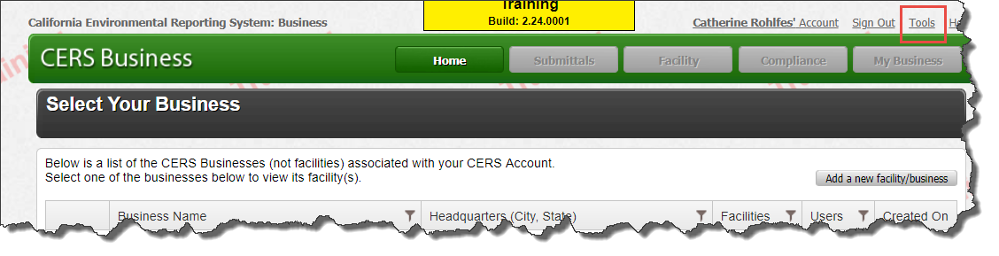 Training
California Environmental Reporting System: Business
Build: 2.24.0001
Catherine Rohlfes' Account Sign Out Tools
CERS Business
Home Submittals Facility Compliance My Business
Select Your Business
Below is a list of the CERS Businesses (not facilities) associated with your CERS Account.
Select one of the businesses below to view its facility(s).
Add a new facility/business
Business Name Headquarters (City, State) Facilities Users Created On